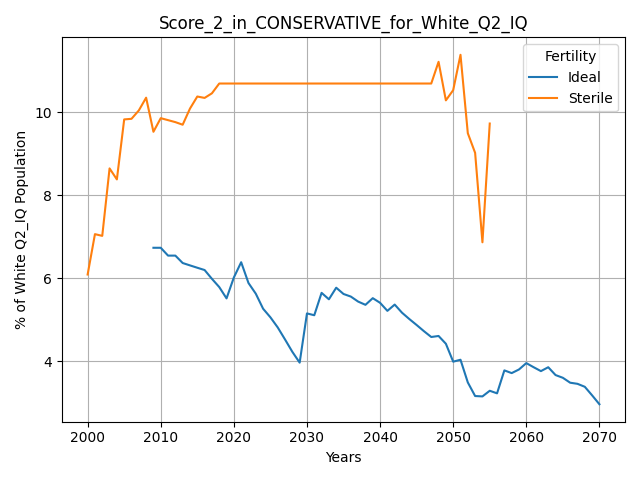 Score_2_in_CONSERVATIVE_for_White_Q2_IQ
Fertility
Ideal
Sterile
% of White Q2_IQ Population
10
8
6
4
2000 2010 2020 2030 2040 2050 2060 2070
Years